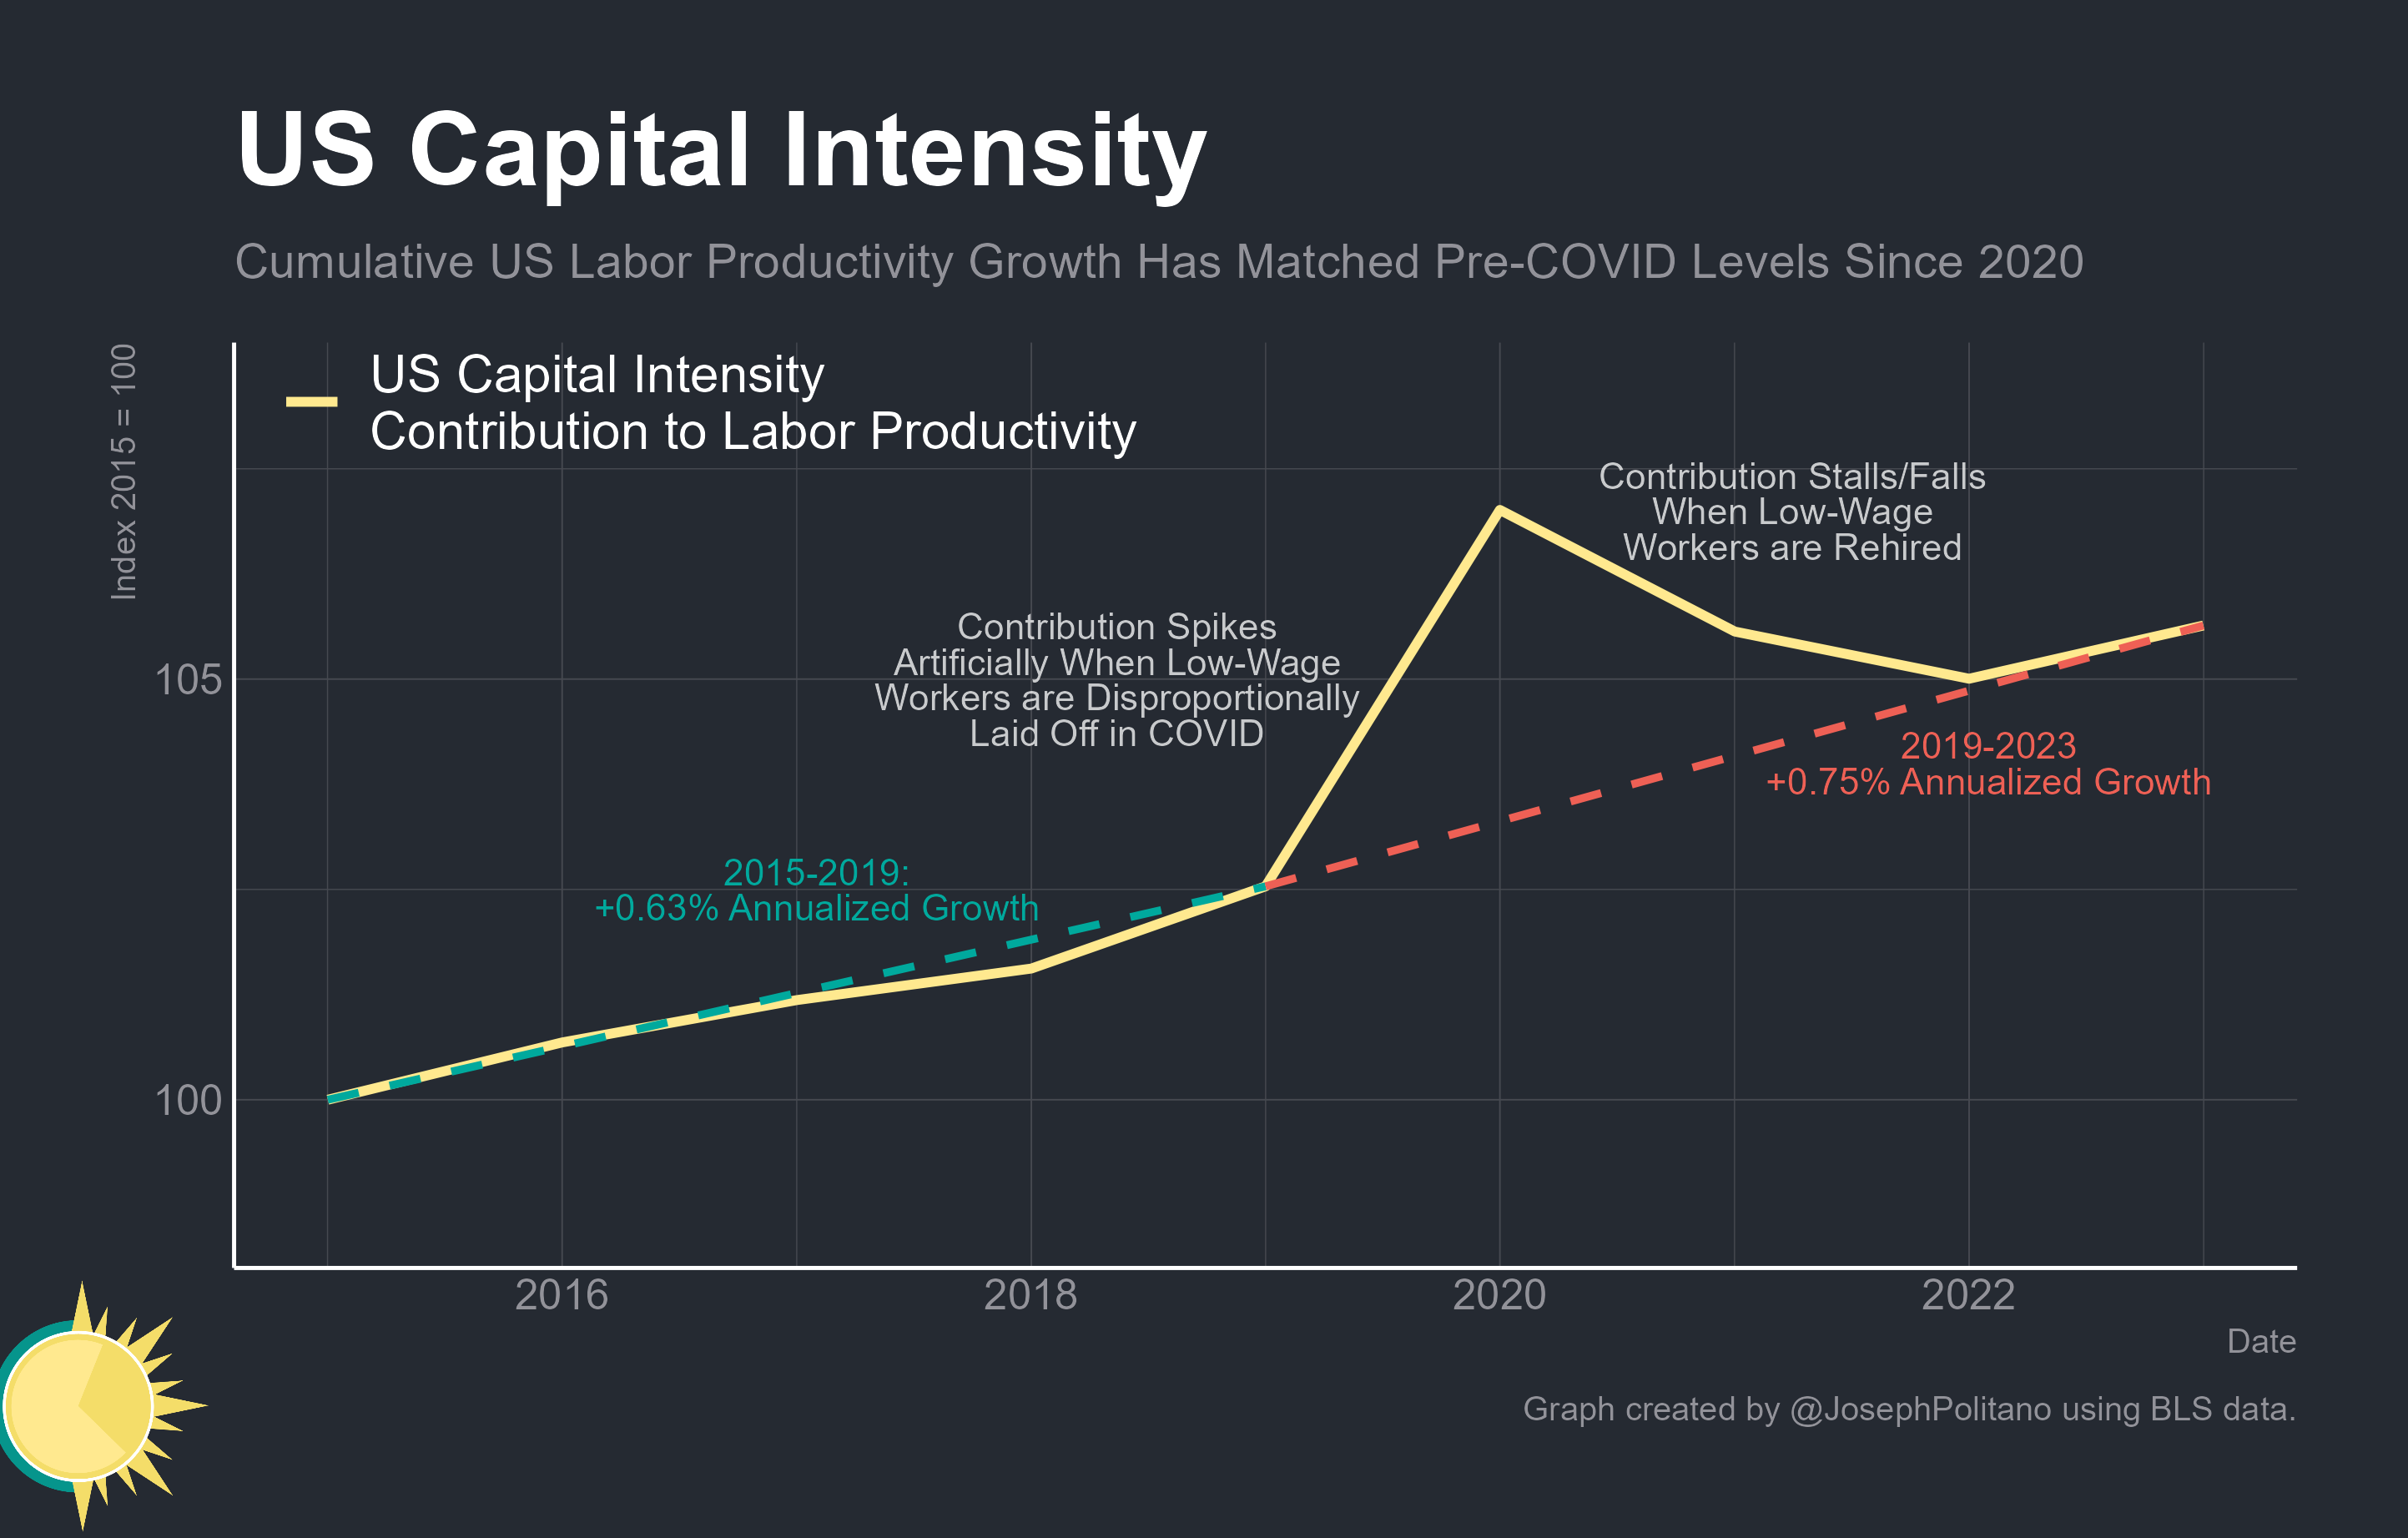 US Capital Intensity
Cumulative US Labor Productivity Growth Has Matched Pre-COVID Levels Since 2020
Index 2015 = 100
US Capital Intensity
Contribution to Labor Productivity
Contribution Stalls/Falls
When Low-Wage
Workers are Rehired
Contribution Spikes
Artificially When Low-Wage
Workers are Disproportionally
Laid Off in COVID
105
2019-2023
+0.75% Annualized Growth
2015-2019:
+0.63% Annualized Growth
100
2016
2018
2020
2022
Date
Graph created by @JosephPolitano using BLS data.